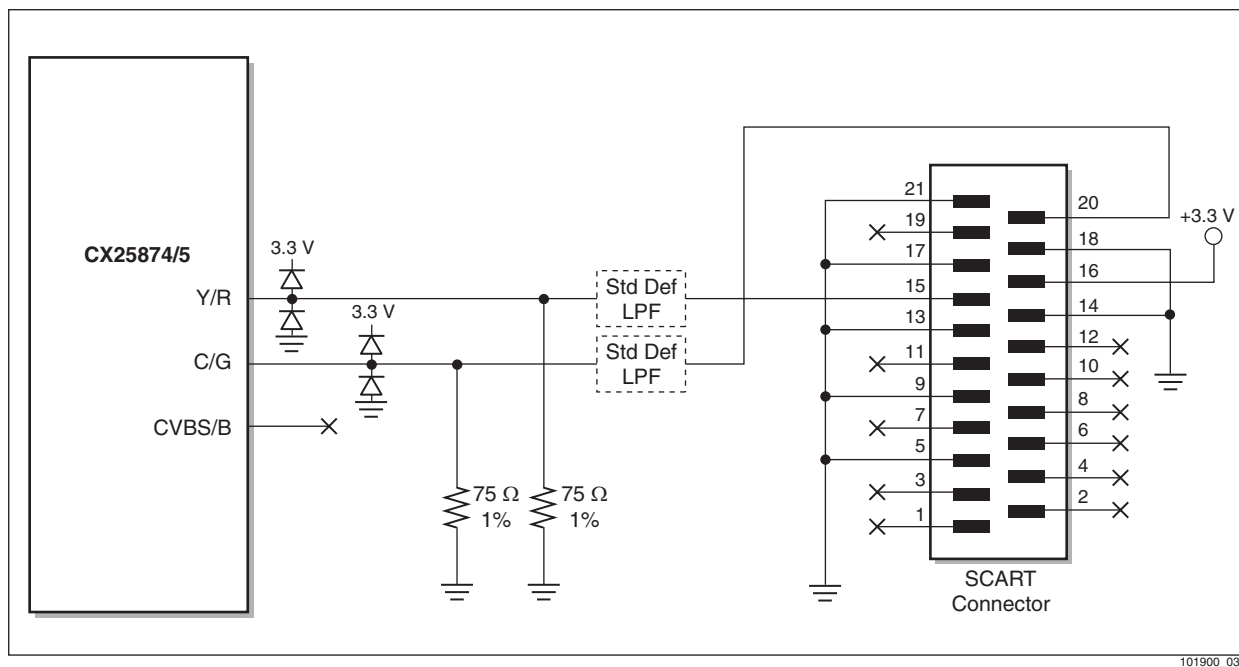 CX25874/5
3.3 V
Y/R
3.3 V
C/G
CVBS/B
75 Ω
1%
75 Ω
1%
Std Def
LPF
Std Def
LPF
21
19
17
15
13
11
9
7
5
3
1
20
18
16
14
12
10
8
6
4
2
+3.3 V
SCART
Connector
101900_03